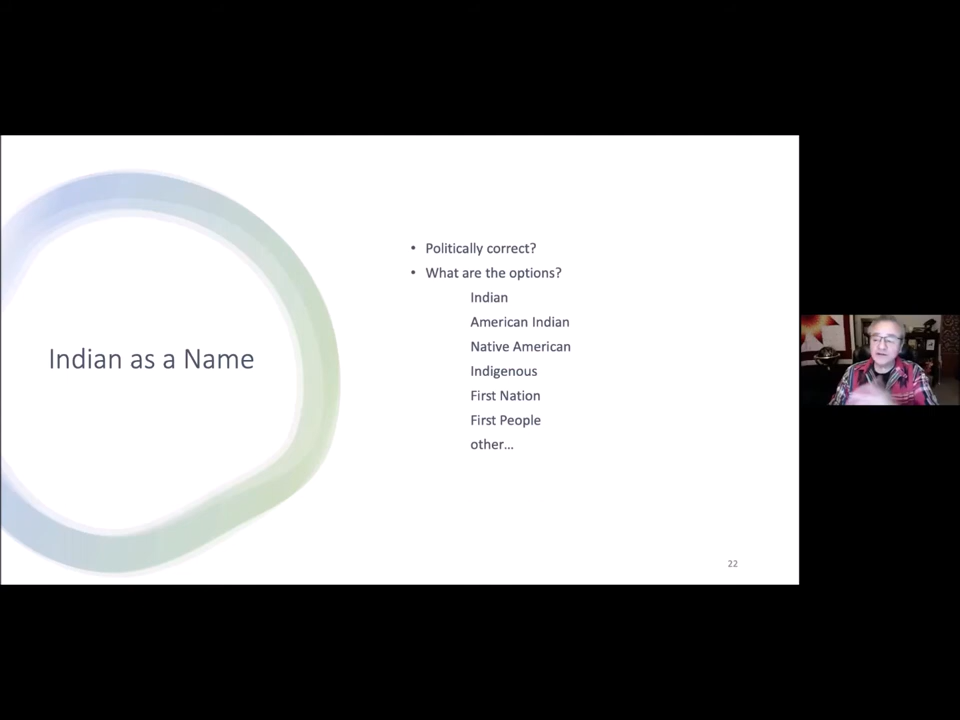 Indian as a Name
• Politically correct?
• What are the options?
Indian
American Indian
Native American
Indigenous
First Nation
First People
other...
22